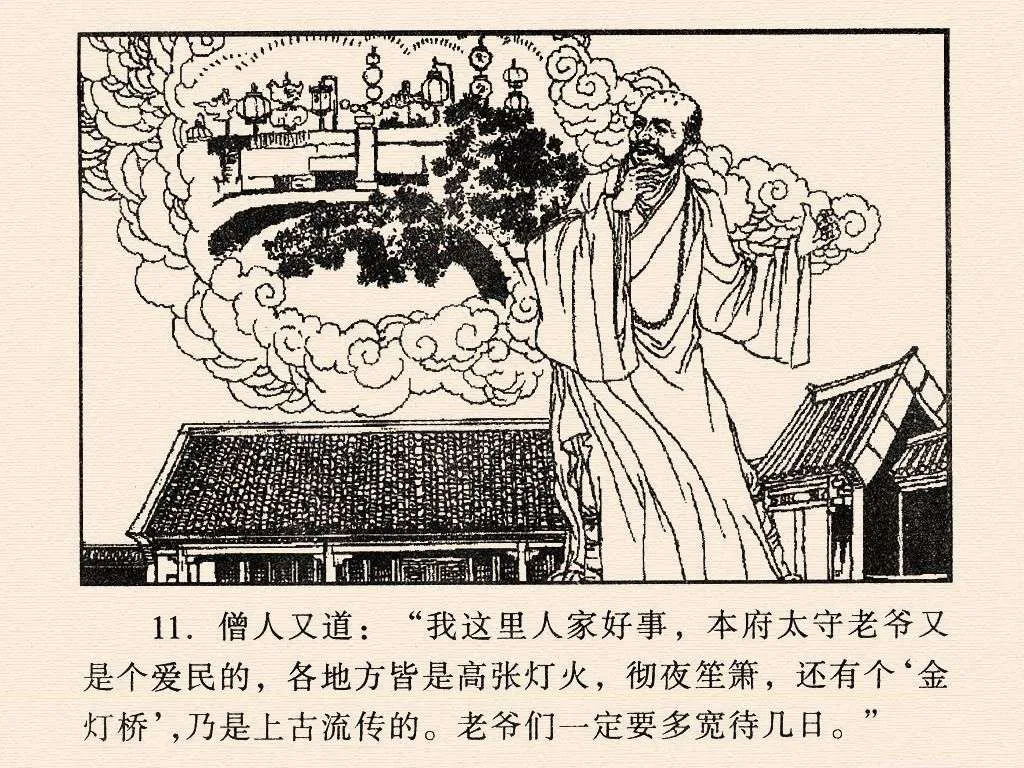 11. 僧人又道：“我这里人家好事，本府太守老爷又
是个爱民的，各地方皆是高张灯火，彻夜笙箫，还有个‘金
灯桥’,乃是上古流传的。老爷们一定要多宽待几日。”